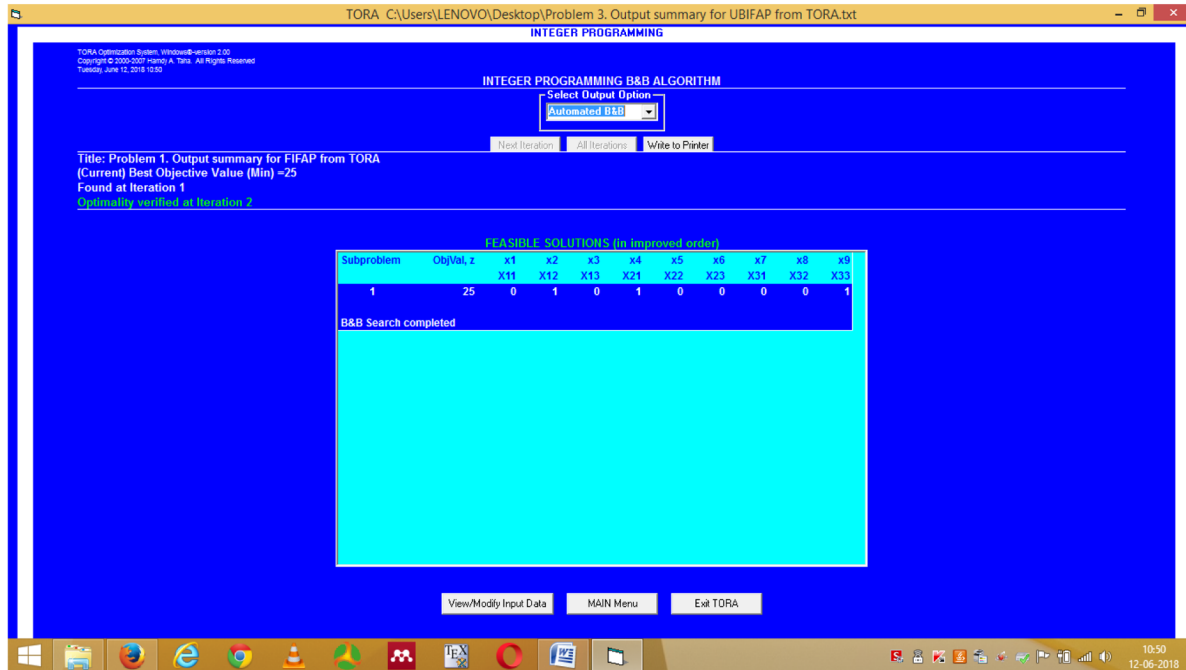 TORA C:\Users\LENOVO\Desktop\Problem 3. Output summary for UBIFAP from TORA.txt
INTEGER PROGRAMMING
TORA Optimization System, Windows®-version 2.00
Copyright © 2000-2007 Hamdy A. Taha. All Rights Reserved
Tuesday, June 12, 2018 10:50
INTEGER PROGRAMMING B&B ALGORITHM
Select Output Option
Automated B&B
Next Iteration All Iterations Write to Printer
Title: Problem 1. Output summary for FIFAP from TORA
(Current) Best Objective Value (Min) =25
Found at Iteration 1
Optimality verified at Iteration 2
FEASIBLE SOLUTIONS (in improved order)
Subproblem ObjVal, z x1 x2 x3 x4 x5 x6 x7 x8 x9
X11 X12 X13 X21 X22 X23 X31 X32 X33
1 25 0 1 0 1 0 0 0 0 1
B&B Search completed
View/Modify Input Data MAIN Menu Exit TORA
10:50
12-06-2018